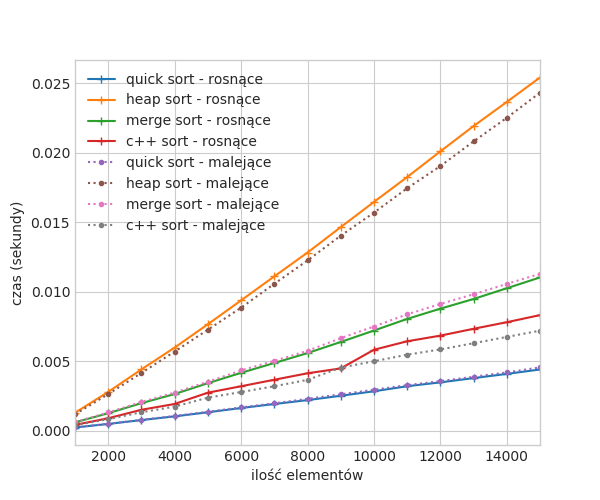 quick sort - rosnące
heap sort - rosnące
merge sort - rosnące
c++ sort - rosnące
quick sort - malejące
heap sort - malejące
merge sort - malejące
c++ sort - malejące
0.025
0.020
0.015
0.010
0.005
0.000
czas (sekundy)
2000 4000 6000 8000 10000 12000 14000
ilość elementów